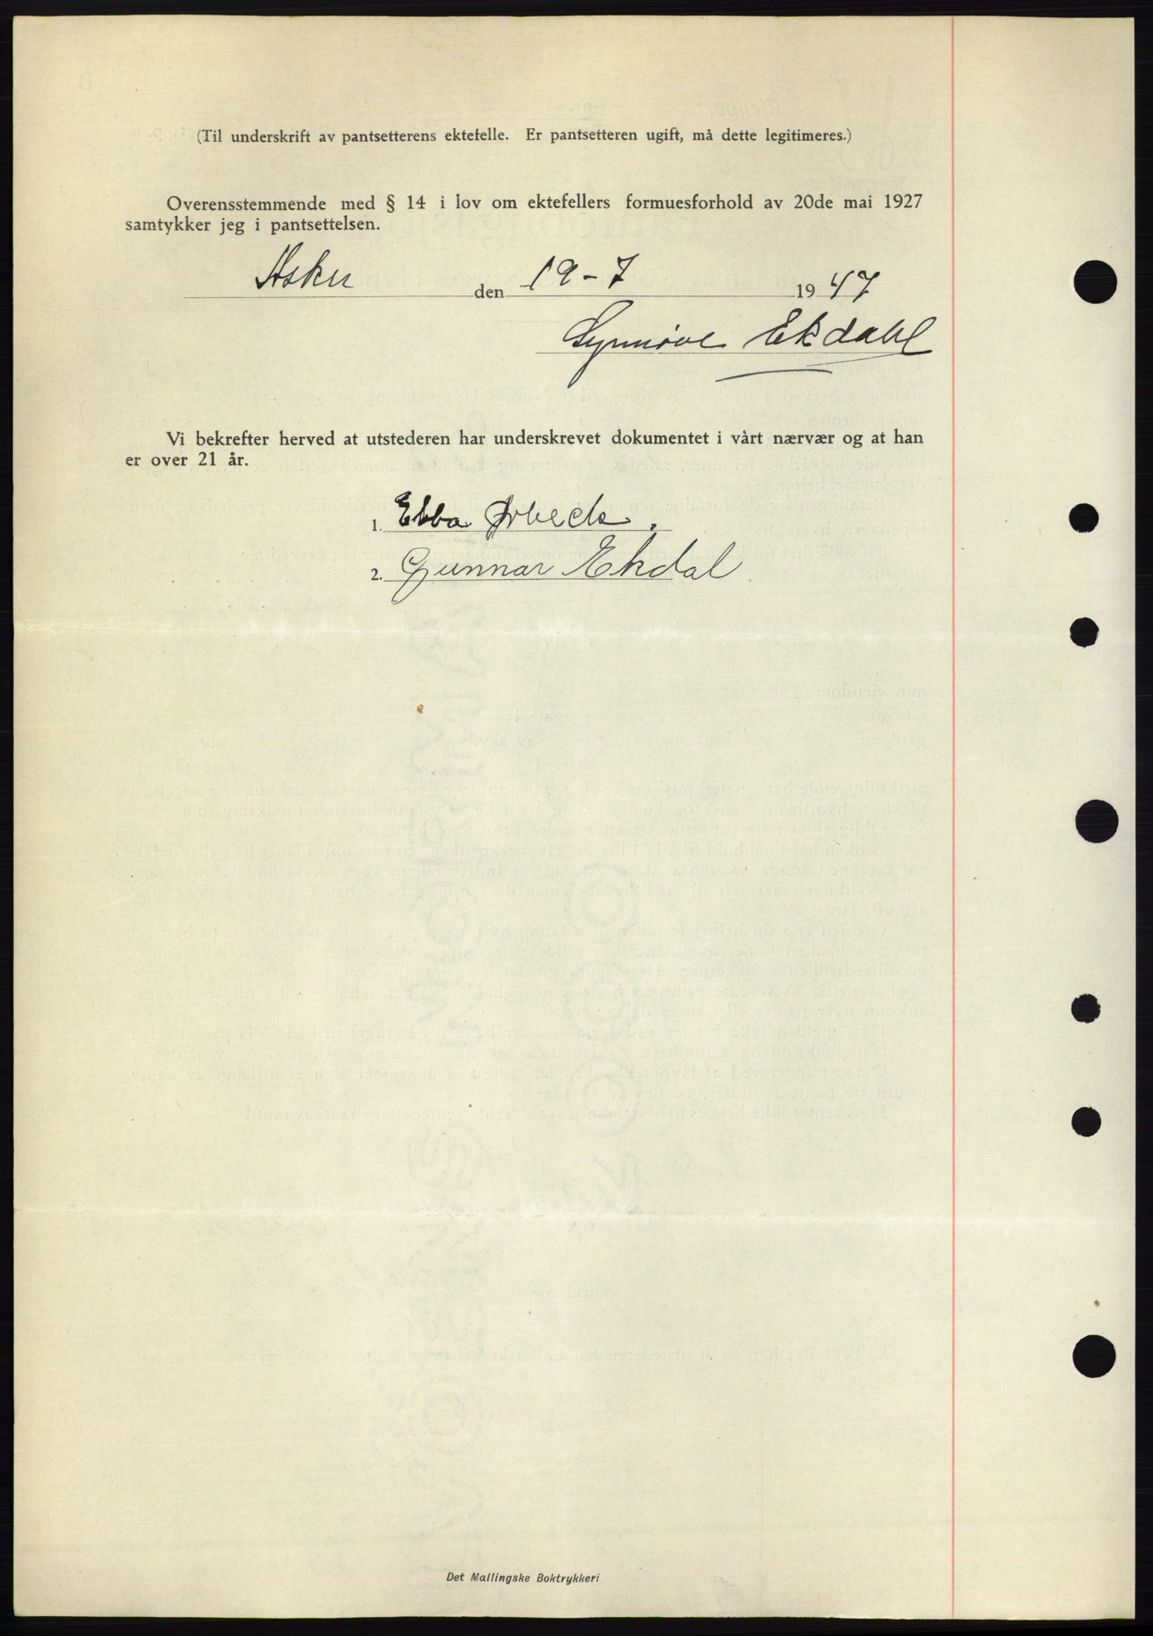 (Til underskrift av pantsetterens ektefelle. Er pantsetteren ugift, må dette legitimeres.)
Overensstemmende med § 14 i lov om ektefellers formuesforhold av 20de mai 1927
samtykker jeg i pantsettelsen.
Asker den 19-7 1947
Synnøve Ekdahl
Vi bekrefter herved at utstederen har underskrevet dokumentet i vårt nærvær og at han
er over 21 år.
1. Ebba Ørbeck.
2. Gunnar Ekdal
Det Mallingske Boktrykkeri